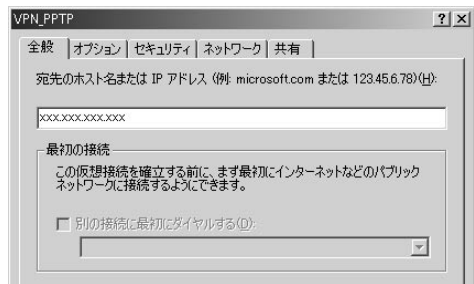 VPN_PPTP
全般 オプション セキュリティ ネットワーク 共有
宛先のホスト名または IP アドレス (例: microsoft.com または 123.45.6.78)(H):
xxx.xxx.xxx.xxx
最初の接続
この仮想接続を確立する前に、まず最初にインターネットなどのパブリック
ネットワークに接続するようにできます。
別の接続に最初にダイヤルする(D):